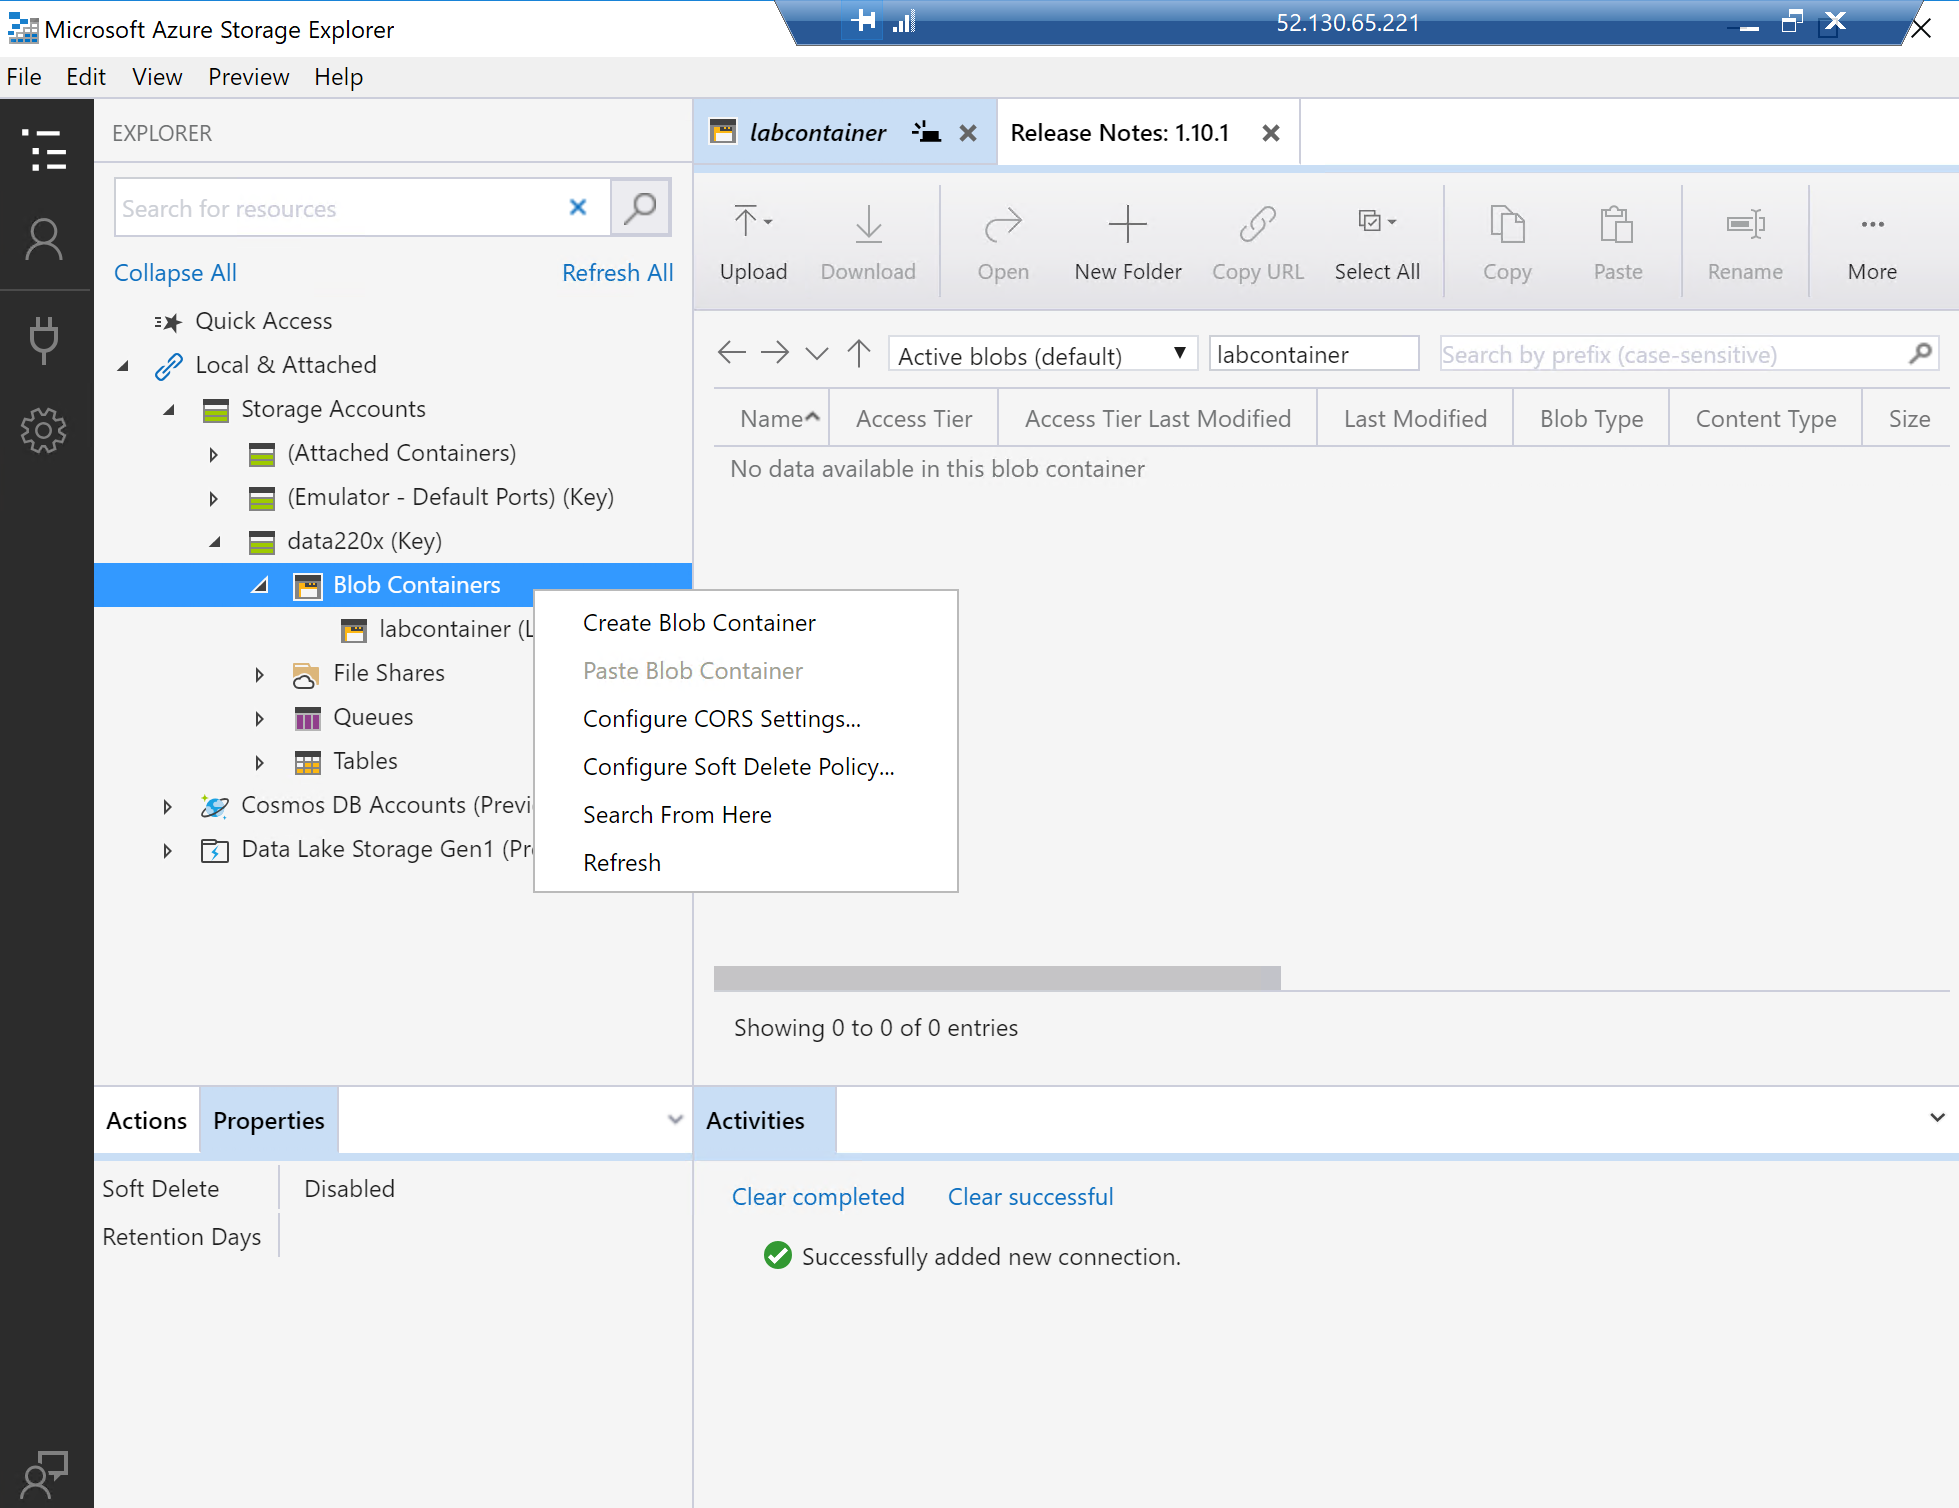 Microsoft Azure Storage Explorer
52.130.65.221
File Edit View Preview Help
EXPLORER
Search for resources
Collapse All
Refresh All
Quick Access
Local & Attached
Storage Accounts
(Attached Containers)
(Emulator - Default Ports) (Key)
data220x (Key)
Blob Containers
labcontainer (L
File Shares
Queues
Tables
Cosmos DB Accounts (Previ
Data Lake Storage Gen1 (Pr
Create Blob Container
Paste Blob Container
Configure CORS Settings...
Configure Soft Delete Policy...
Search From Here
Refresh
labcontainer
Release Notes: 1.10.1
Upload Download Open New Folder Copy URL Select All Copy Paste Rename More
Active blobs (default)
labcontainer
Search by prefix (case-sensitive)
Name Access Tier Access Tier Last Modified Last Modified Blob Type Content Type Size
No data available in this blob container
Showing 0 to 0 of 0 entries
Actions Properties
Soft Delete Disabled
Retention Days
Activities
Clear completed Clear successful
Successfully added new connection.